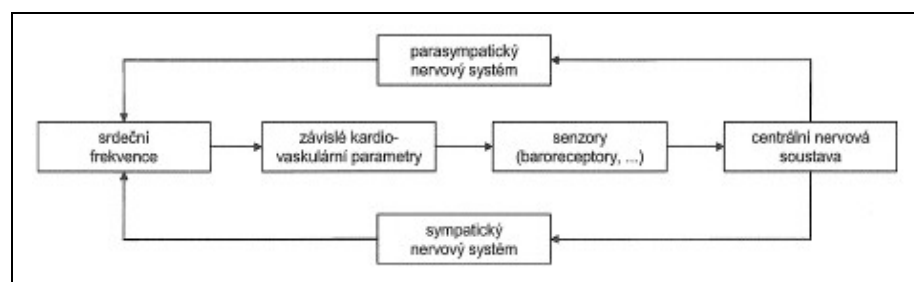 parasympatický
nervový systém
srdeční
frekvence
závislé kardio-
vaskulární parametry
senzory
(baroreceptory, ...)
centrální nervová
soustava
sympatický
nervový systém